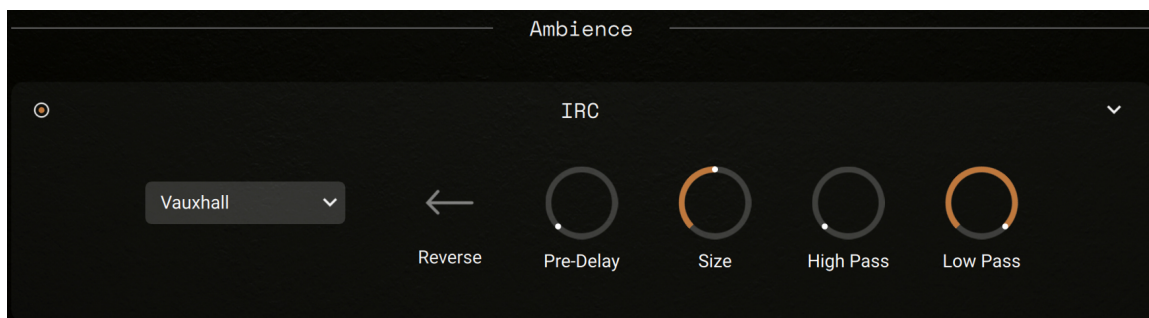 Ambience
IRC
Vauxhall
Reverse
Pre-Delay
Size
High Pass
Low Pass